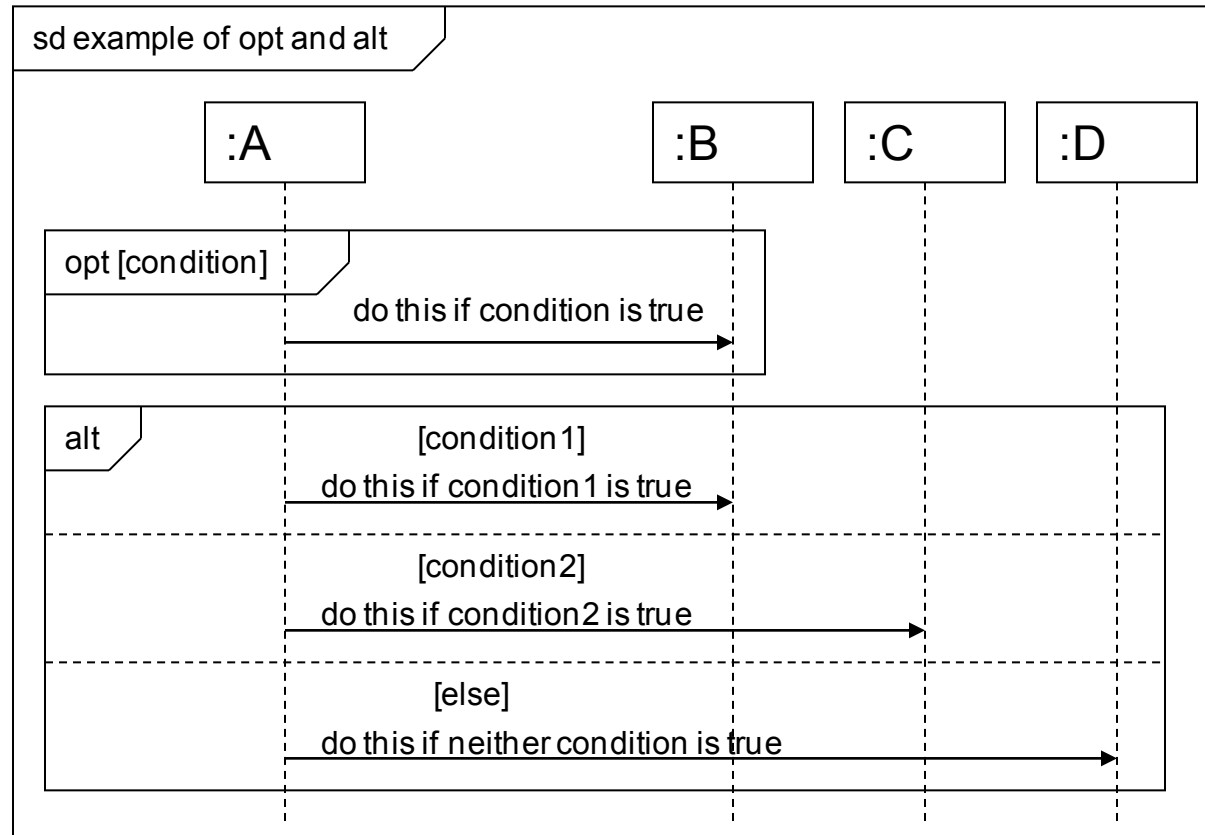 sd example of opt and alt
:A
:B
:C
:D
opt [condition]
do this if condition is true
alt
[condition1]
do this if condition1 is true
[condition2]
do this if condition2 is true
[else]
do this if neither condition is true